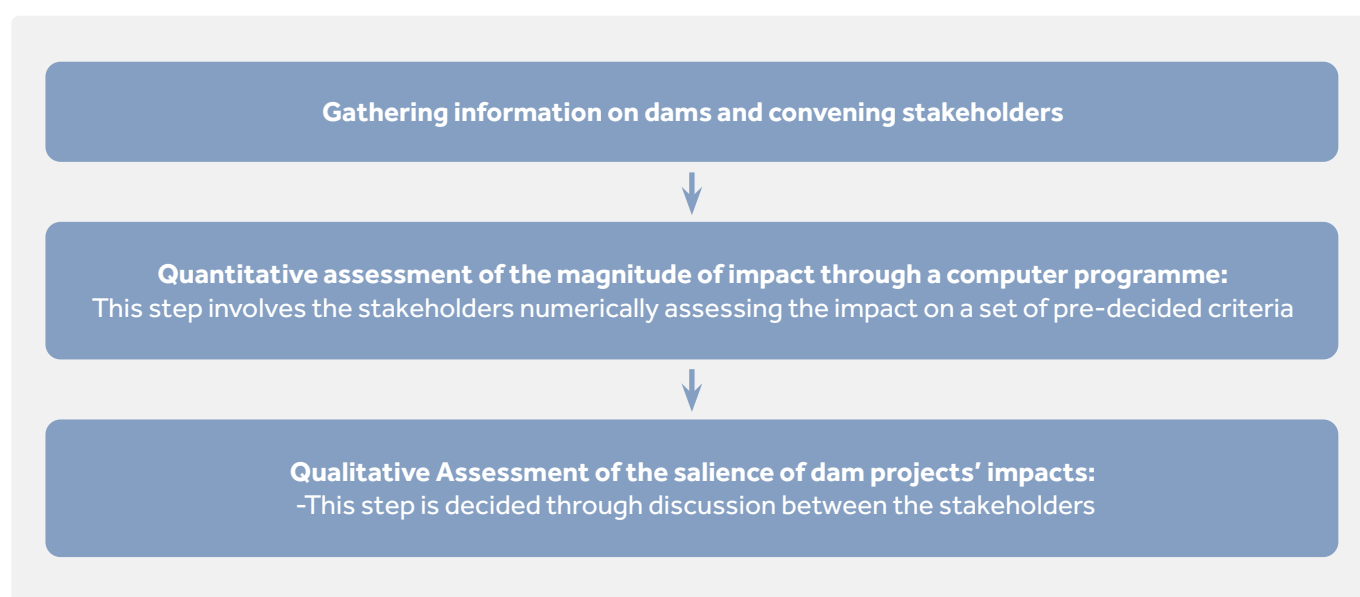 Gathering information on dams and convening stakeholders
Quantitative assessment of the magnitude of impact through a computer programme:
This step involves the stakeholders numerically assessing the impact on a set of pre-decided criteria
Qualitative Assessment of the salience of dam projects’ impacts:
-This step is decided through discussion between the stakeholders